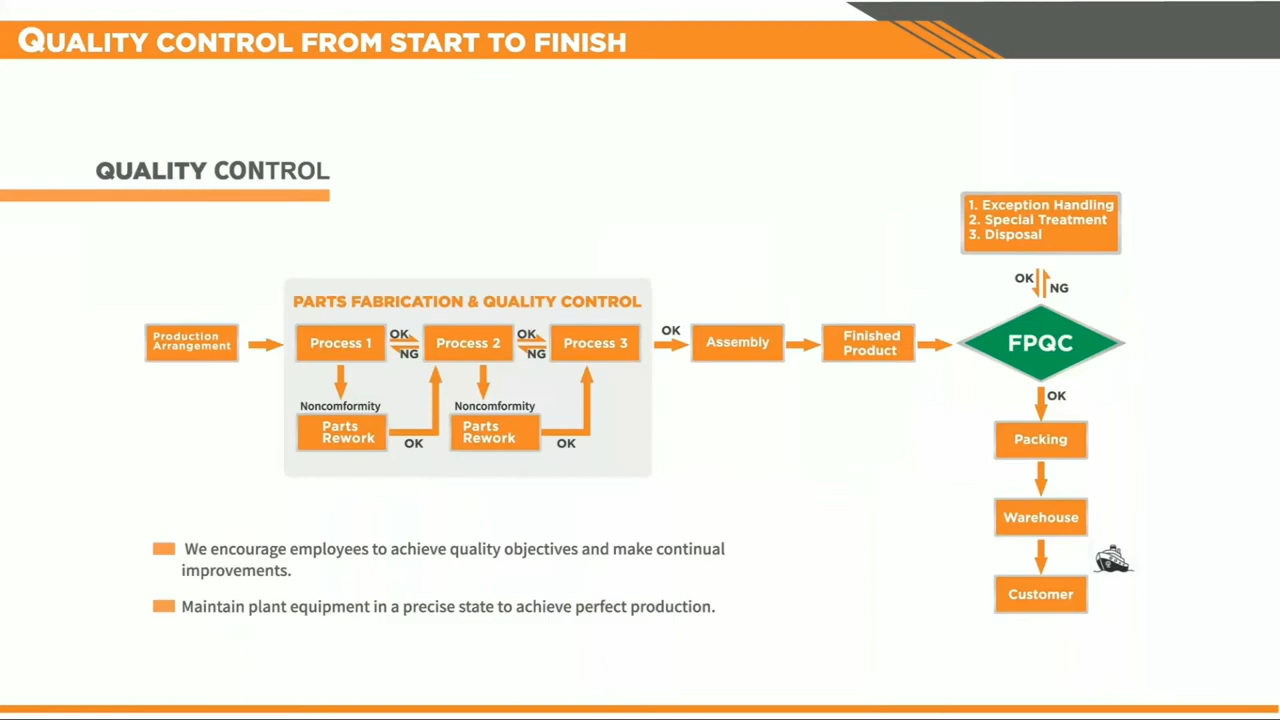 QUALITY CONTROL FROM START TO FINISH
QUALITY CONTROL
1. Exception Handling
2. Special Treatment
3. Disposal
OK
NG
PARTS FABRICATION & QUALITY CONTROL
Production
Arrangement
Process 1
OK
NG
Process 2
OK
NG
Process 3
OK
Assembly
Finished
Product
FPQC
Noncomformity
Parts
Rework
OK
Noncomformity
Parts
Rework
OK
OK
Packing
Warehouse
Customer
We encourage employees to achieve quality objectives and make continual
improvements.
Maintain plant equipment in a precise state to achieve perfect production.